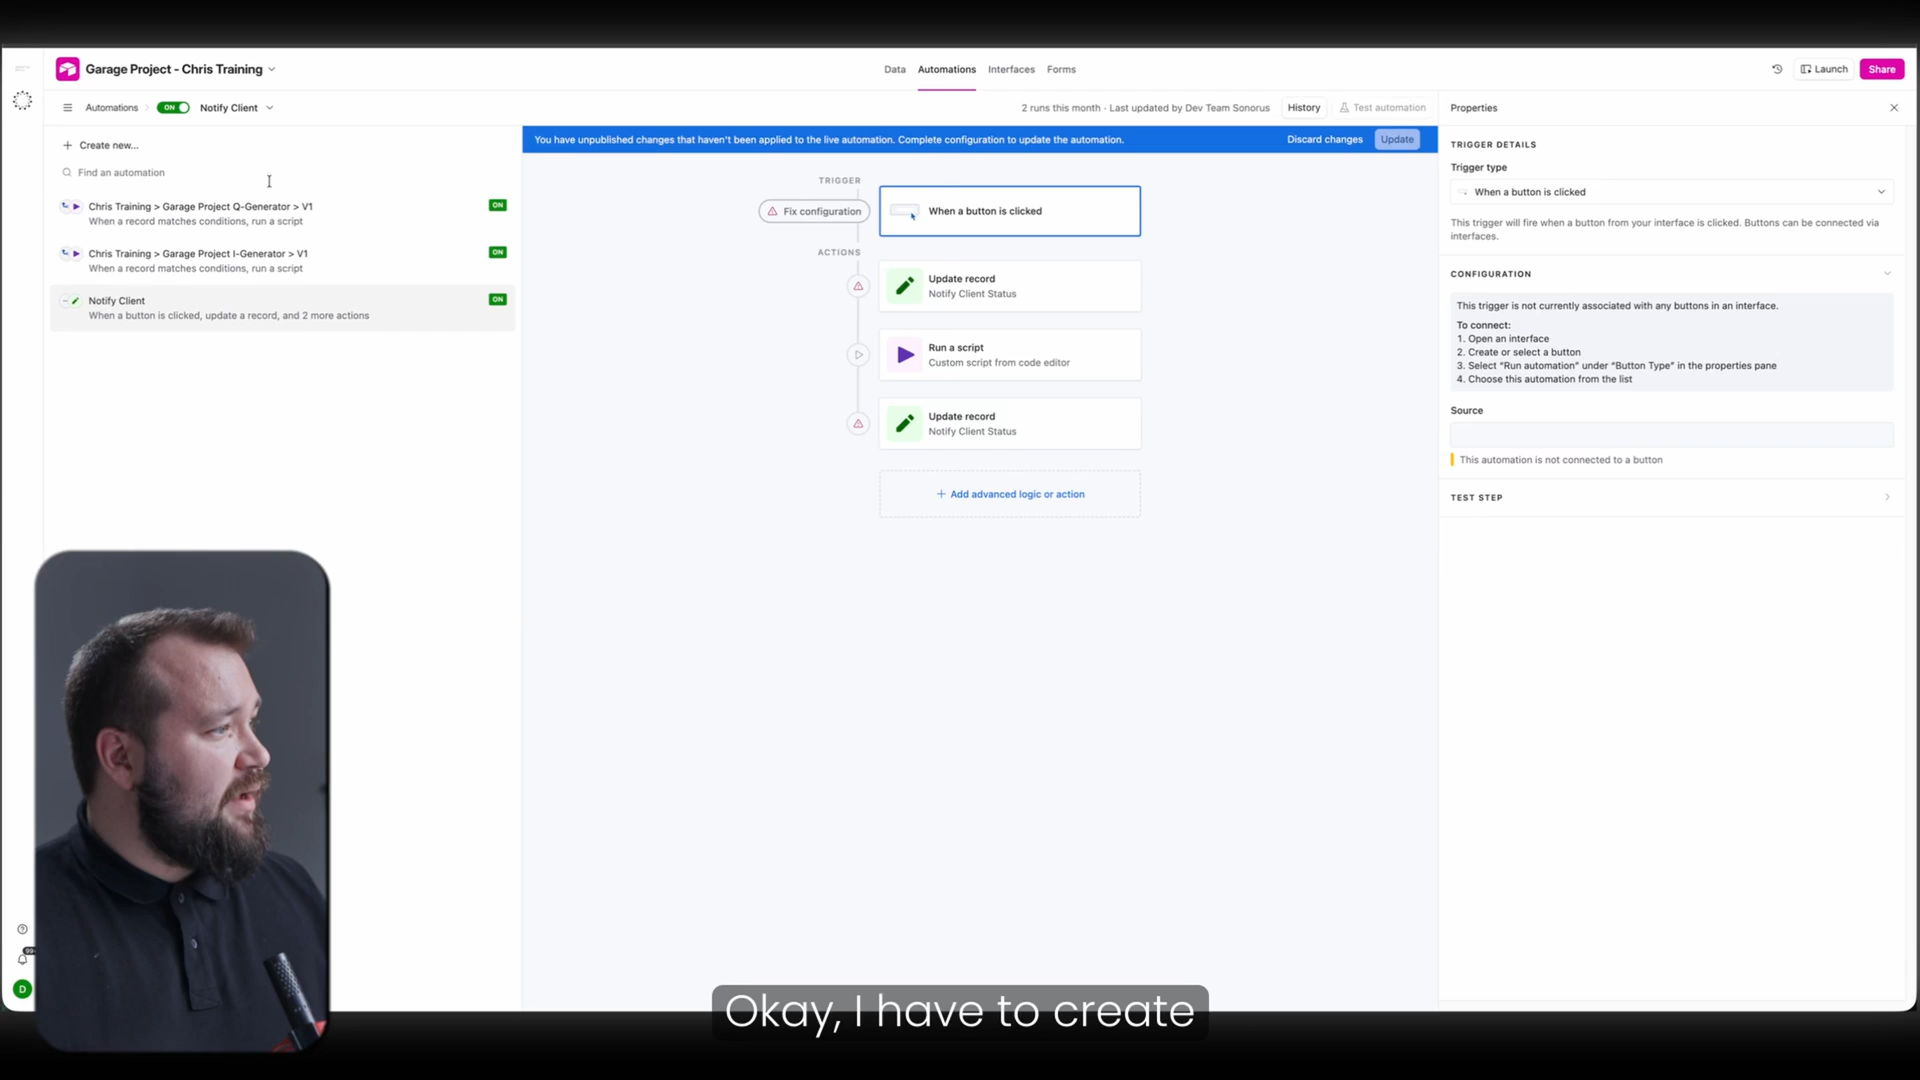 Garage Project - Chris Training
Data
Automations
Interfaces
Forms
Launch
Share
Automations
ON
Notify Client
2 runs this month · Last updated by Dev Team Sonorus
History
Test automation
Properties
Create new...
Find an automation
Chris Training > Garage Project Q-Generator > V1
When a record matches conditions, run a script
ON
Chris Training > Garage Project I-Generator > V1
When a record matches conditions, run a script
ON
Notify Client
When a button is clicked, update a record, and 2 more actions
ON
You have unpublished changes that haven't been applied to the live automation. Complete configuration to update the automation.
Discard changes
Update
TRIGGER
Fix configuration
When a button is clicked
ACTIONS
Update record
Notify Client Status
Run a script
Custom script from code editor
Update record
Notify Client Status
+ Add advanced logic or action
TRIGGER DETAILS
Trigger type
When a button is clicked
This trigger will fire when a button from your interface is clicked. Buttons can be connected via
interfaces.
CONFIGURATION
This trigger is not currently associated with any buttons in an interface.
To connect:
1. Open an interface
2. Create or select a button
3. Select “Run automation” under “Button Type” in the properties pane
4. Choose this automation from the list
Source
This automation is not connected to a button
TEST STEP
D
Okay, I have to create